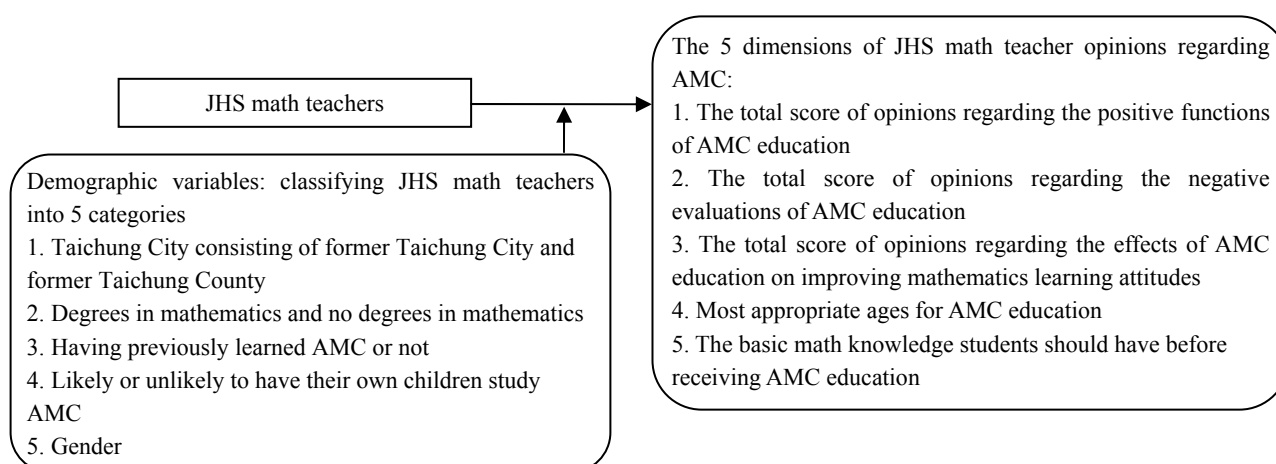 JHS math teachers
Demographic variables: classifying JHS math teachers
into 5 categories
1. Taichung City consisting of former Taichung City and
former Taichung County
2. Degrees in mathematics and no degrees in mathematics
3. Having previously learned AMC or not
4. Likely or unlikely to have their own children study
AMC
5. Gender
The 5 dimensions of JHS math teacher opinions regarding
AMC:
1. The total score of opinions regarding the positive functions
of AMC education
2. The total score of opinions regarding the negative
evaluations of AMC education
3. The total score of opinions regarding the effects of AMC
education on improving mathematics learning attitudes
4. Most appropriate ages for AMC education
5. The basic math knowledge students should have before
receiving AMC education